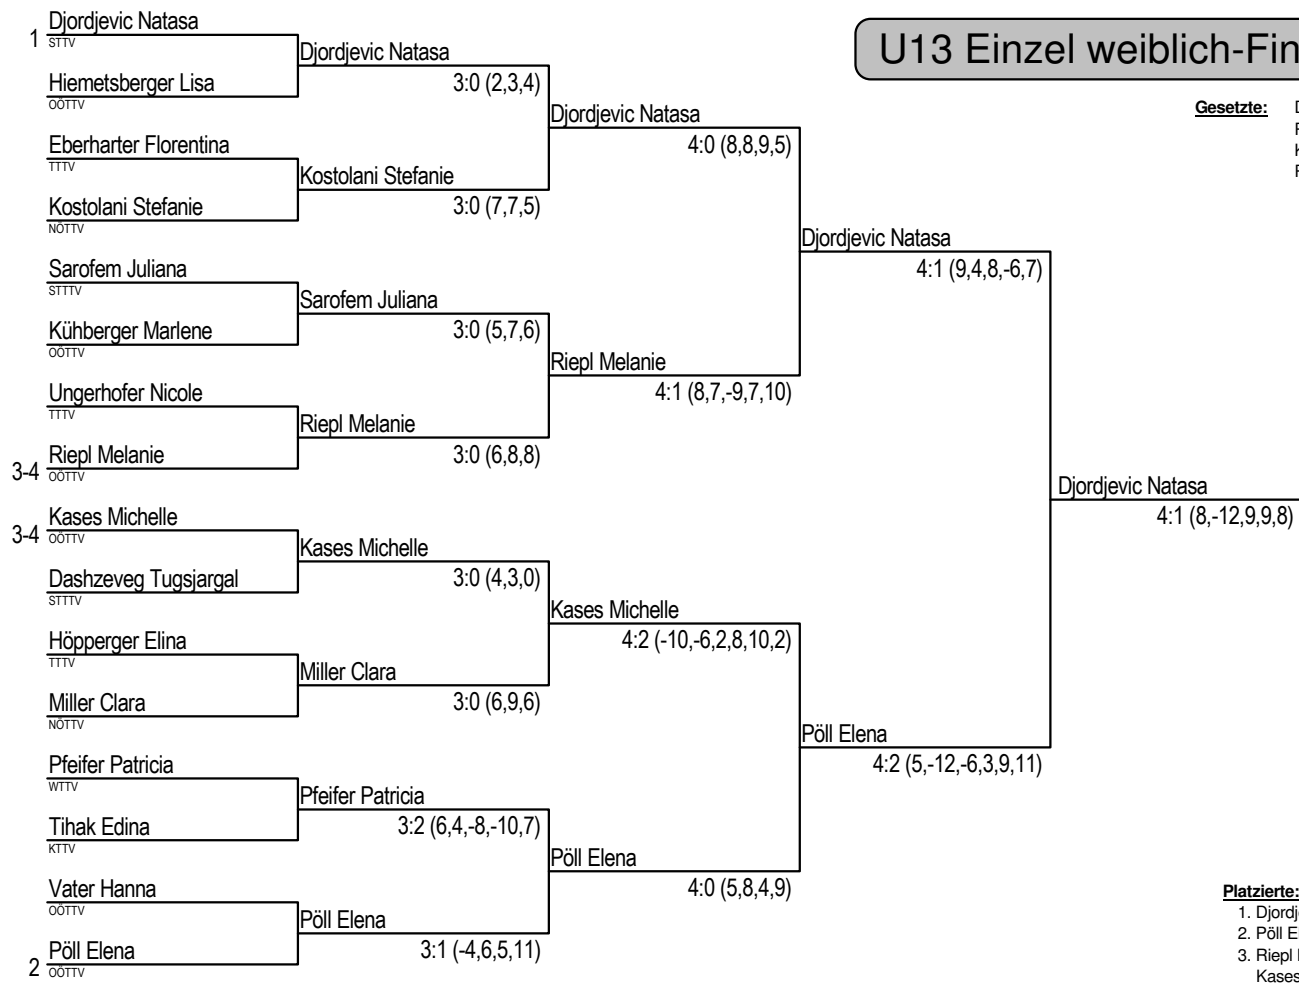 U13 Einzel weiblich-Fin
Gesetzte:
1
Djordjevic Natasa
STTV
Hiemetsberger Lisa
OÖTTV
Eberharter Florentina
TTTV
Kostolani Stefanie
NÖTTV
Sarofem Juliana
STTTV
Kühberger Marlene
OÖTTV
Ungerhofer Nicole
TTTV
3-4
Riepl Melanie
OÖTTV
3-4
Kases Michelle
OÖTTV
Dashzeveg Tugsjargal
STTTV
Höpperger Elina
TTTV
Miller Clara
NÖTTV
Pfeifer Patricia
WTTV
Tihak Edina
KTTV
Vater Hanna
OÖTTV
2
Pöll Elena
OÖTTV
Djordjevic Natasa
3:0 (2,3,4)
Kostolani Stefanie
3:0 (7,7,5)
Sarofem Juliana
3:0 (5,7,6)
Riepl Melanie
3:0 (6,8,8)
Kases Michelle
3:0 (4,3,0)
Miller Clara
3:0 (6,9,6)
Pfeifer Patricia
3:2 (6,4,-8,-10,7)
Pöll Elena
3:1 (-4,6,5,11)
Djordjevic Natasa
4:0 (8,8,9,5)
Riepl Melanie
4:1 (8,7,-9,7,10)
Kases Michelle
4:2 (-10,-6,2,8,10,2)
Pöll Elena
4:0 (5,8,4,9)
Djordjevic Natasa
4:1 (9,4,8,-6,7)
Pöll Elena
4:2 (5,-12,-6,3,9,11)
Djordjevic Natasa
4:1 (8,-12,9,9,8)
Platzierte:
1. Djordj
2. Pöll E
3. Riepl
Kases